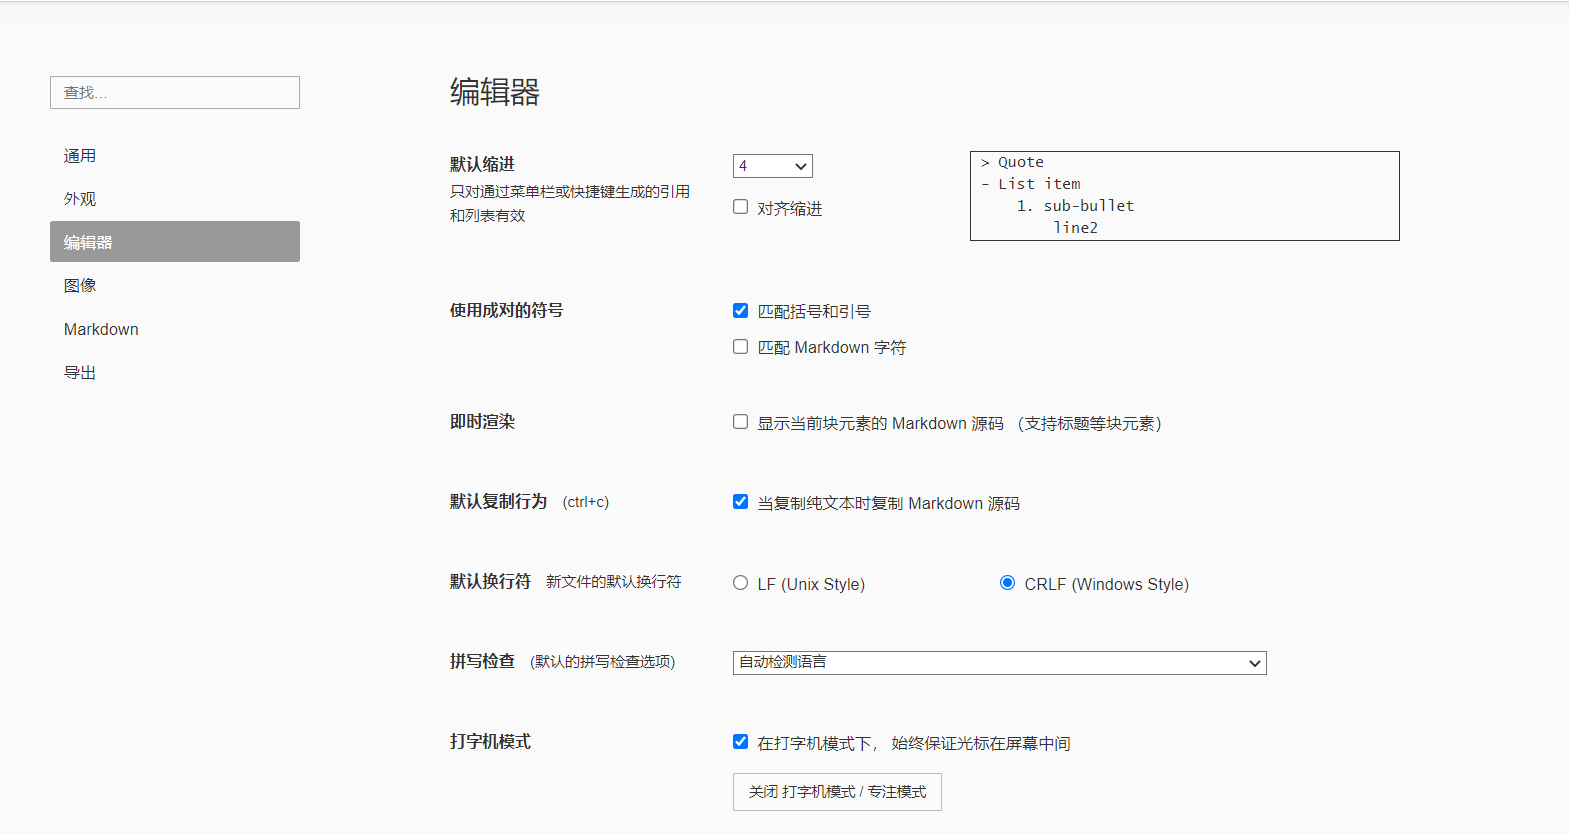 查找...
通用
外观
编辑器
图像
Markdown
导出
编辑器
默认缩进
只对通过菜单栏或快捷键生成的引用
和列表有效
4
对齐缩进
> Quote
- List item
    1. sub-bullet
        line2
使用成对的符号
匹配括号和引号
匹配 Markdown 字符
即时渲染
显示当前块元素的 Markdown 源码 （支持标题等块元素）
默认复制行为 (ctrl+c)
当复制纯文本时复制 Markdown 源码
默认换行符 新文件的默认换行符
LF (Unix Style)
CRLF (Windows Style)
拼写检查 (默认的拼写检查选项)
自动检测语言
打字机模式
在打字机模式下， 始终保证光标在屏幕中间
关闭 打字机模式 / 专注模式